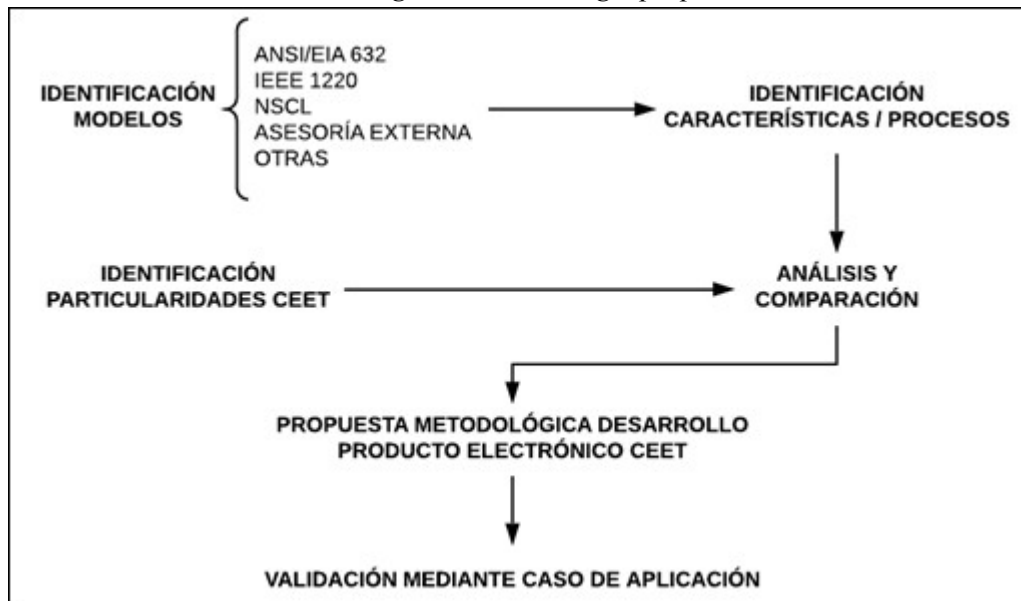 IDENTIFICACIÓN
MODELOS
ANSI/EIA 632
IEEE 1220
NSCL
ASESORÍA EXTERNA
OTRAS
IDENTIFICACIÓN
CARACTERÍSTICAS / PROCESOS
IDENTIFICACIÓN
PARTICULARIDADES CEET
ANÁLISIS Y
COMPARACIÓN
PROPUESTA METODOLÓGICA DESARROLLO
PRODUCTO ELECTRÓNICO CEET
VALIDACIÓN MEDIANTE CASO DE APLICACIÓN